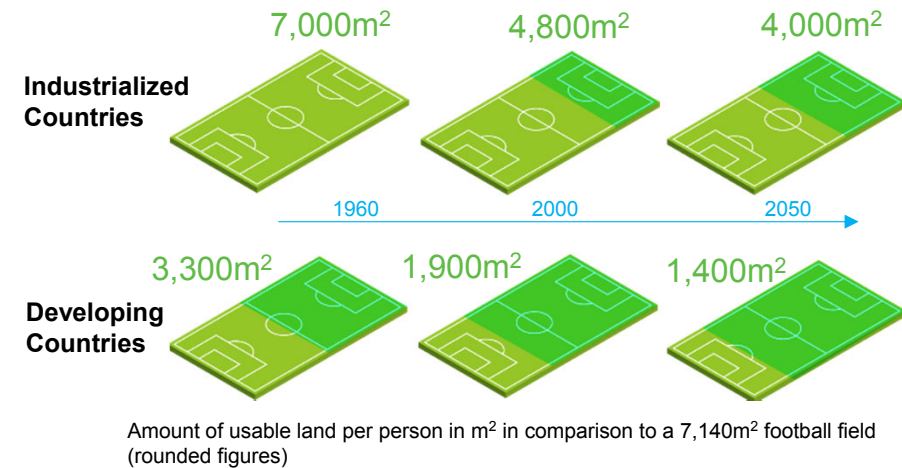 7,000m²
4,800m²
4,000m²
Industrialized
Countries
1960
2000
2050
3,300m²
1,900m²
1,400m²
Developing
Countries
Amount of usable land per person in m² in comparison to a 7,140m² football field
(rounded figures)